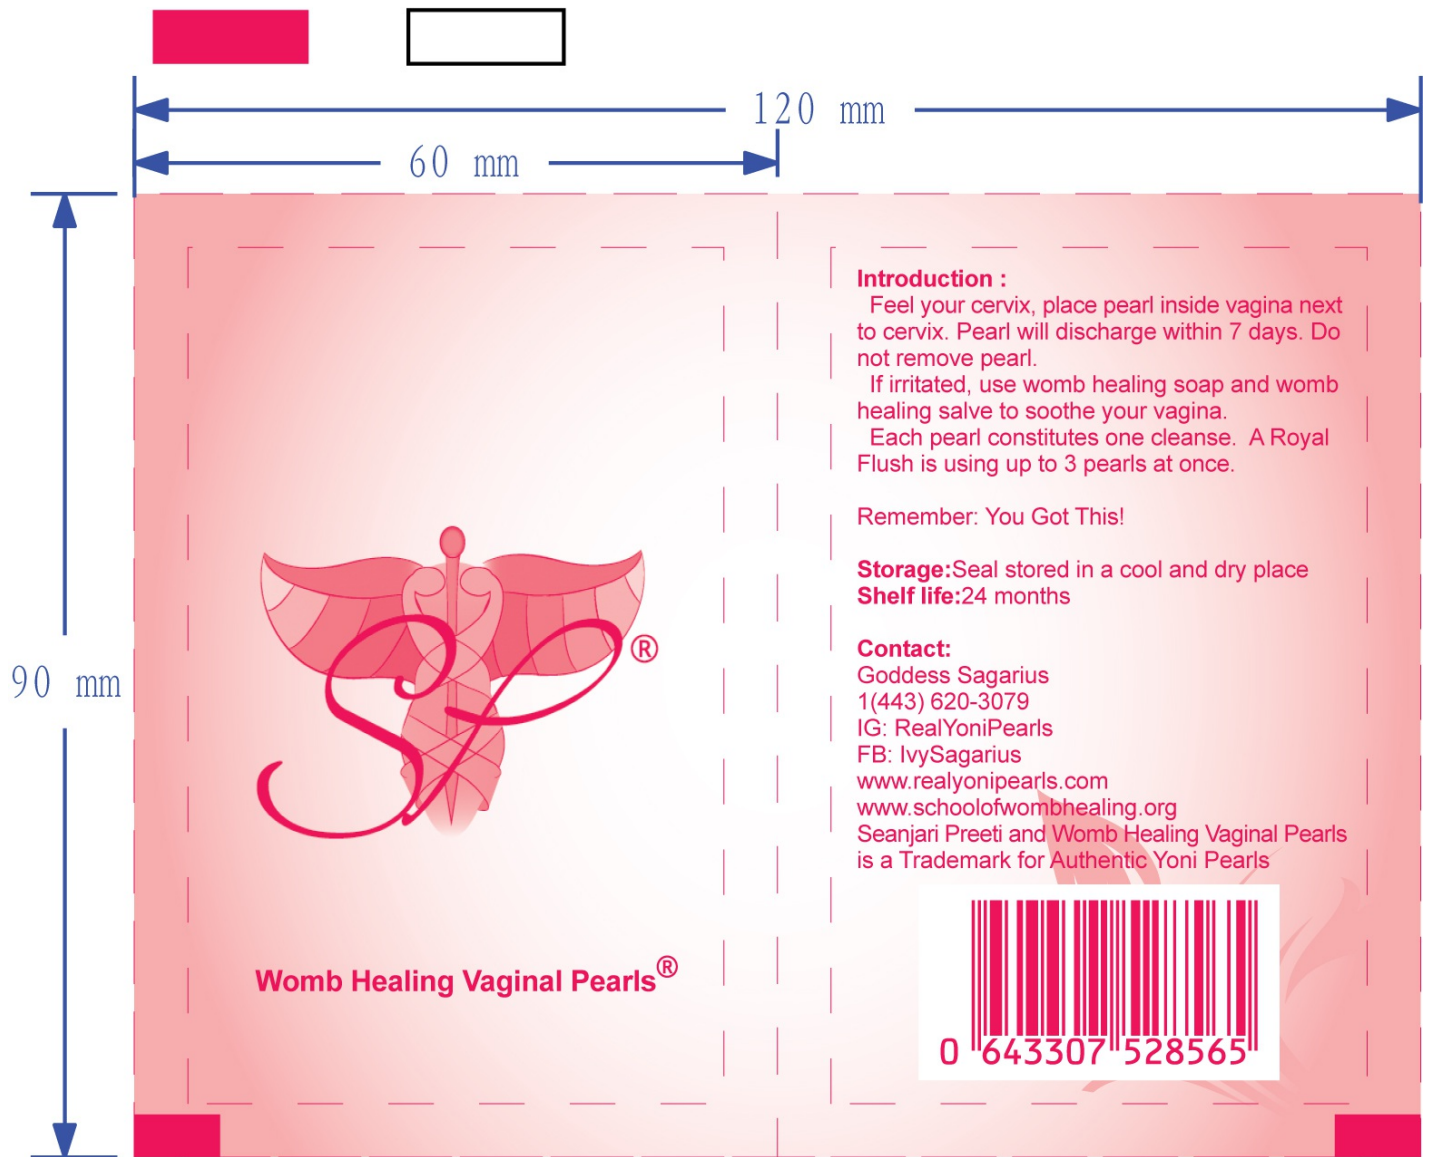 120 mm
60 mm
90 mm
SP®
Womb Healing Vaginal Pearls®
Introduction :
Feel your cervix, place pearl inside vagina next
to cervix. Pearl will discharge within 7 days. Do
not remove pearl.
If irritated, use womb healing soap and womb
healing salve to soothe your vagina.
Each pearl constitutes one cleanse. A Royal
Flush is using up to 3 pearls at once.
Remember: You Got This!
Storage:Seal stored in a cool and dry place
Shelf life:24 months
Contact:
Goddess Sagarius
1(443) 620-3079
IG: RealYoniPearls
FB: IvySagarius
www.realyonipearls.com
www.schoolofwombhealing.org
Seanjari Preeti and Womb Healing Vaginal Pearls
is a Trademark for Authentic Yoni Pearls
0 643307 528565